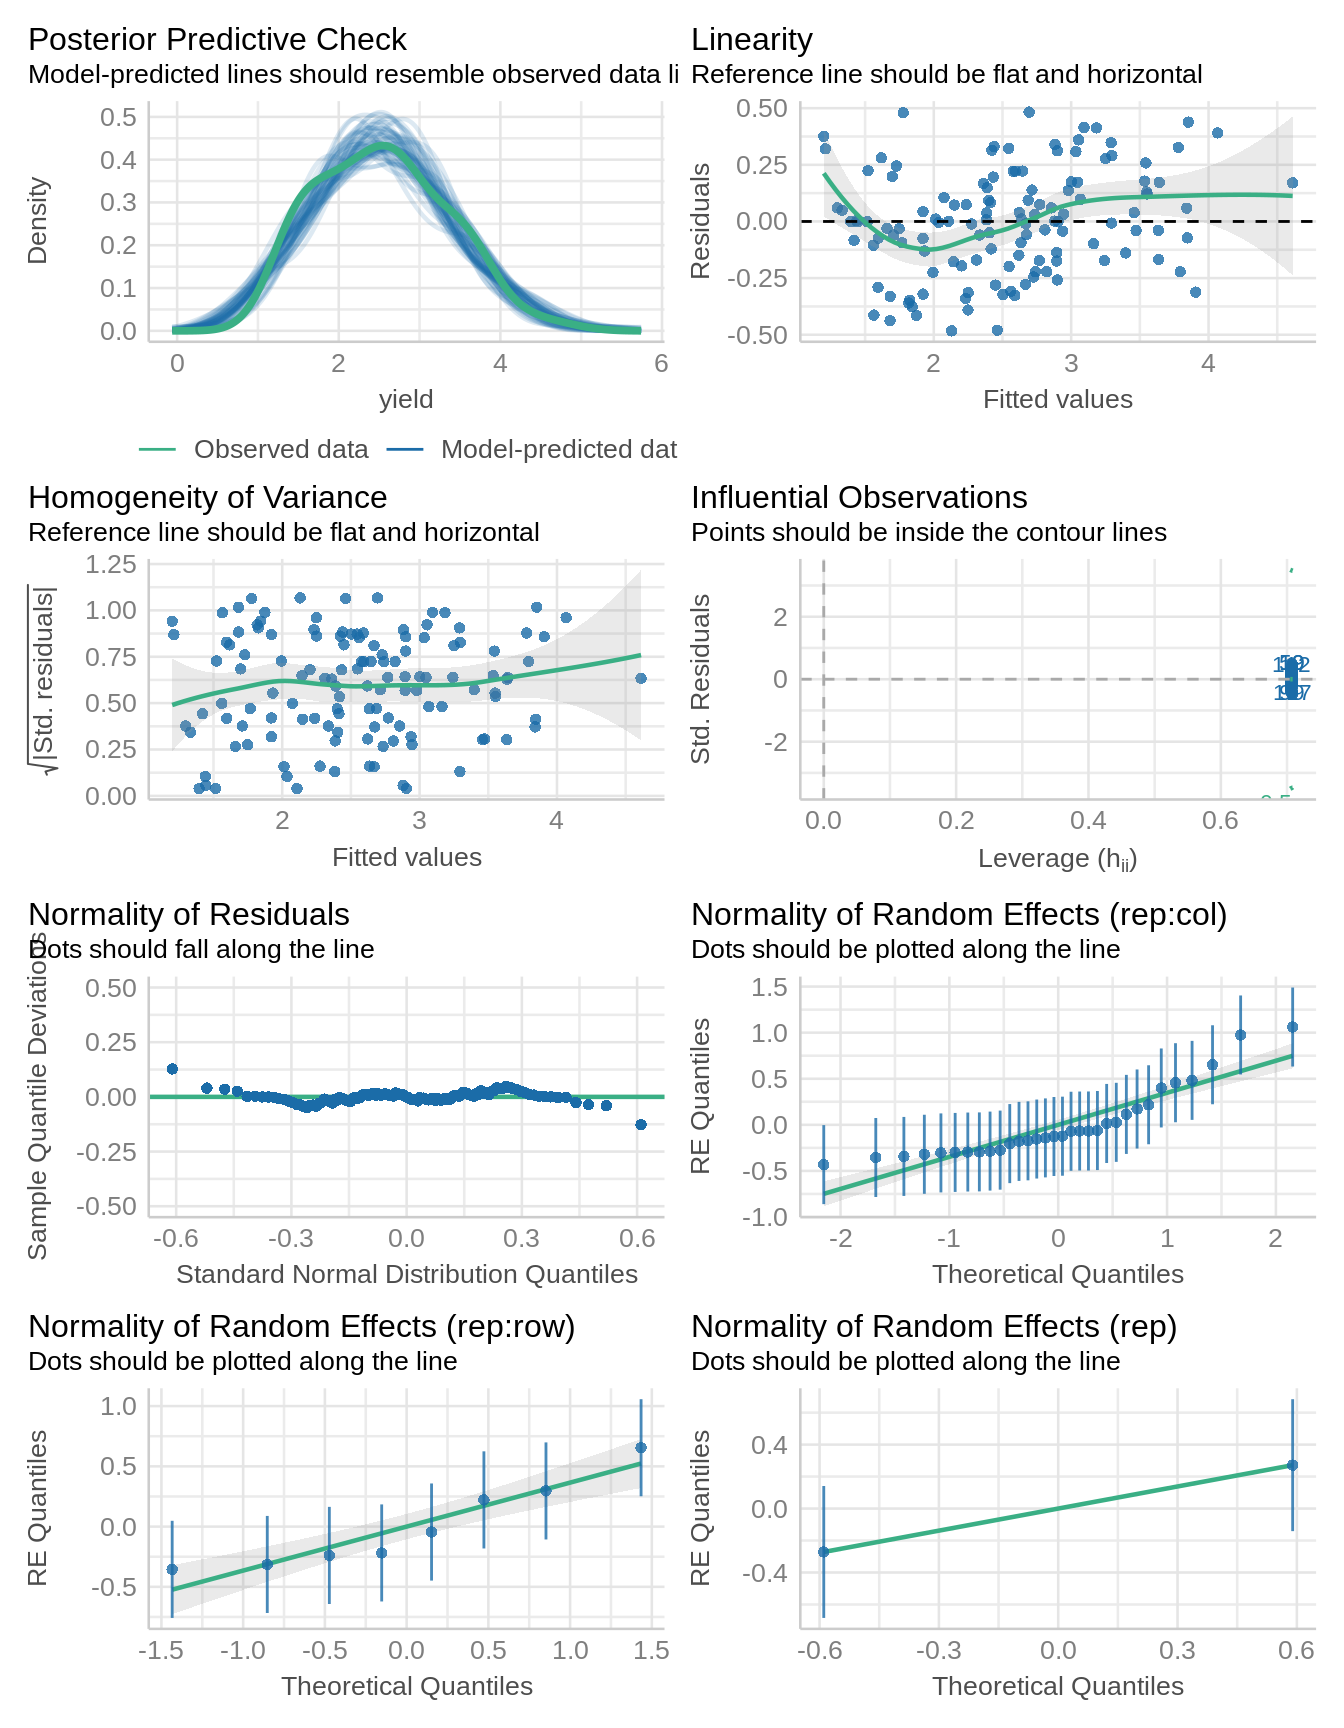 Posterior Predictive Check
Model-predicted lines should resemble observed data li
Density
0.5
0.4
0.3
0.2
0.1
0.0
0 2 4 6
yield
Observed data Model-predicted dat
Linearity
Reference line should be flat and horizontal
Residuals
0.50
0.25
0.00
-0.25
-0.50
2 3 4
Fitted values
Homogeneity of Variance
Reference line should be flat and horizontal
√|Std. residuals|
1.25
1.00
0.75
0.50
0.25
0.00
2 3 4
Fitted values
Influential Observations
Points should be inside the contour lines
Std. Residuals
2
0
-2
0.0 0.2 0.4 0.6
Leverage (hii)
Normality of Residuals
Dots should fall along the line
Sample Quantile Deviations
0.50
0.25
0.00
-0.25
-0.50
-0.6 -0.3 0.0 0.3 0.6
Standard Normal Distribution Quantiles
Normality of Random Effects (rep:col)
Dots should be plotted along the line
RE Quantiles
1.5
1.0
0.5
0.0
-0.5
-1.0
-2 -1 0 1 2
Theoretical Quantiles
Normality of Random Effects (rep:row)
Dots should be plotted along the line
RE Quantiles
1.0
0.5
0.0
-0.5
-1.5 -1.0 -0.5 0.0 0.5 1.0 1.5
Theoretical Quantiles
Normality of Random Effects (rep)
Dots should be plotted along the line
RE Quantiles
0.4
0.0
-0.4
-0.6 -0.3 0.0 0.3 0.6
Theoretical Quantiles